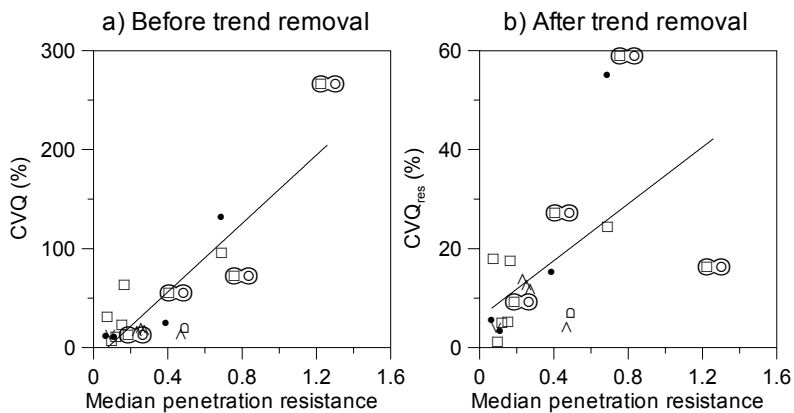 a) Before trend removal
b) After trend removal
300
200
100
0
CVQ (%)
0 0.4 0.8 1.2 1.6
Median penetration resistance
60
40
20
0
CVQres (%)
0 0.4 0.8 1.2 1.6
Median penetration resistance